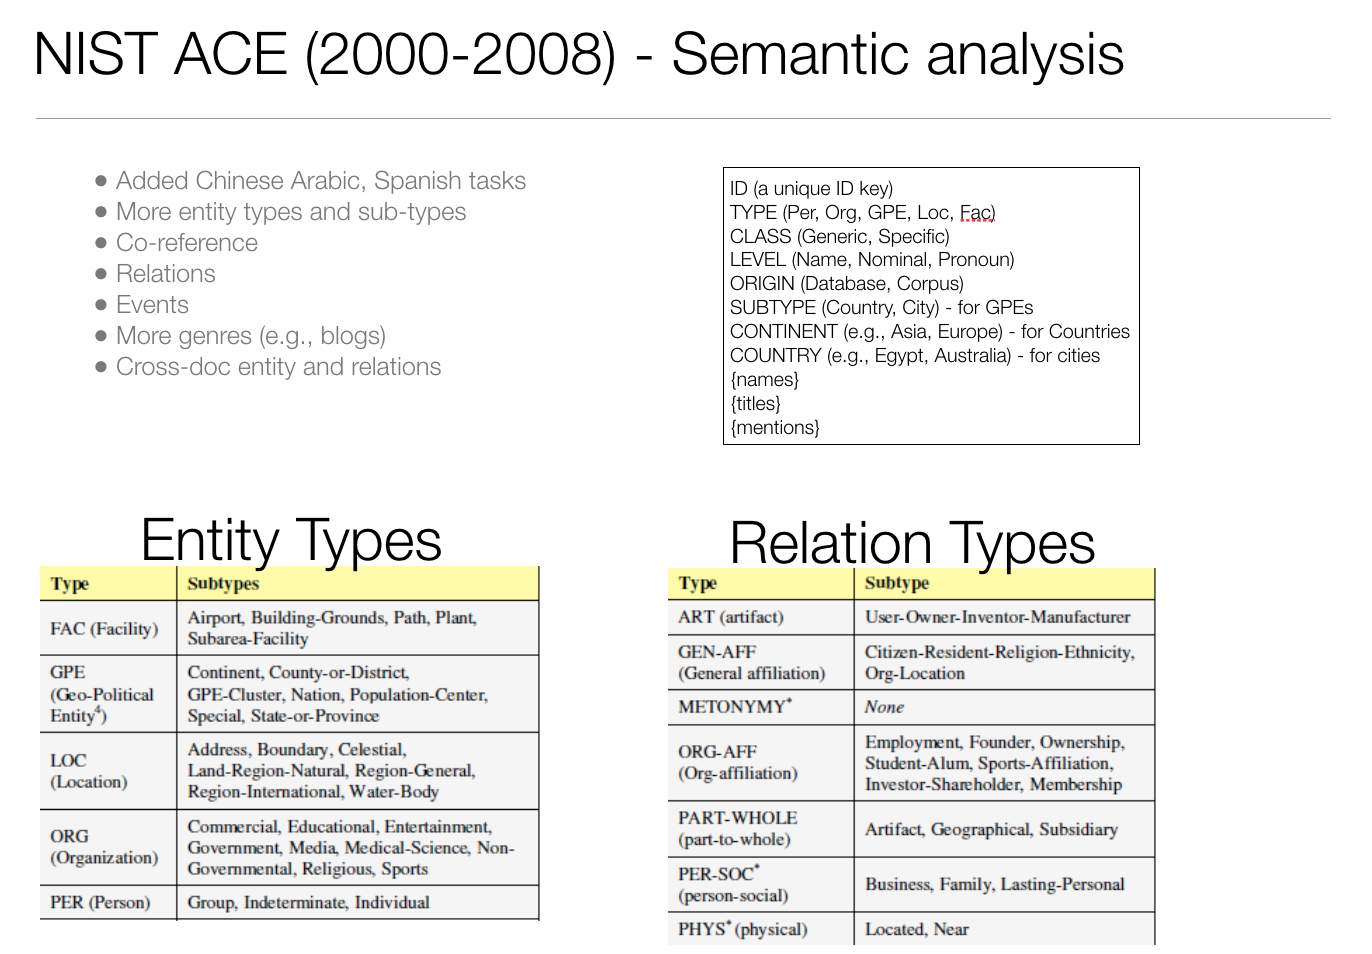 NIST ACE (2000-2008) - Semantic analysis
● Added Chinese Arabic, Spanish tasks
● More entity types and sub-types
● Co-reference
● Relations
● Events
● More genres (e.g., blogs)
● Cross-doc entity and relations
ID (a unique ID key)
TYPE (Per, Org, GPE, Loc, Fac)
CLASS (Generic, Specific)
LEVEL (Name, Nominal, Pronoun)
ORIGIN (Database, Corpus)
SUBTYPE (Country, City) - for GPEs
CONTINENT (e.g., Asia, Europe) - for Countries
COUNTRY (e.g., Egypt, Australia) - for cities
{names}
{titles}
{mentions}
Entity Types
Type Subtypes
FAC (Facility) Airport, Building-Grounds, Path, Plant,
Subarea-Facility
GPE Continent, County-or-District,
(Geo-Political GPE-Cluster, Nation, Population-Center,
Entity4) Special, State-or-Province
LOC Address, Boundary, Celestial,
(Location) Land-Region-Natural, Region-General,
Region-International, Water-Body
ORG Commercial, Educational, Entertainment,
(Organization) Government, Media, Medical-Science, Non-
Governmental, Religious, Sports
PER (Person) Group, Indeterminate, Individual
Relation Types
Type Subtype
ART (artifact) User-Owner-Inventor-Manufacturer
GEN-AFF Citizen-Resident-Religion-Ethnicity,
(General affiliation) Org-Location
METONYMY* None
ORG-AFF Employment, Founder, Ownership,
(Org-affiliation) Student-Alum, Sports-Affiliation,
Investor-Shareholder, Membership
PART-WHOLE Artifact, Geographical, Subsidiary
(part-to-whole)
PER-SOC* Business, Family, Lasting-Personal
(person-social)
PHYS* (physical) Located, Near